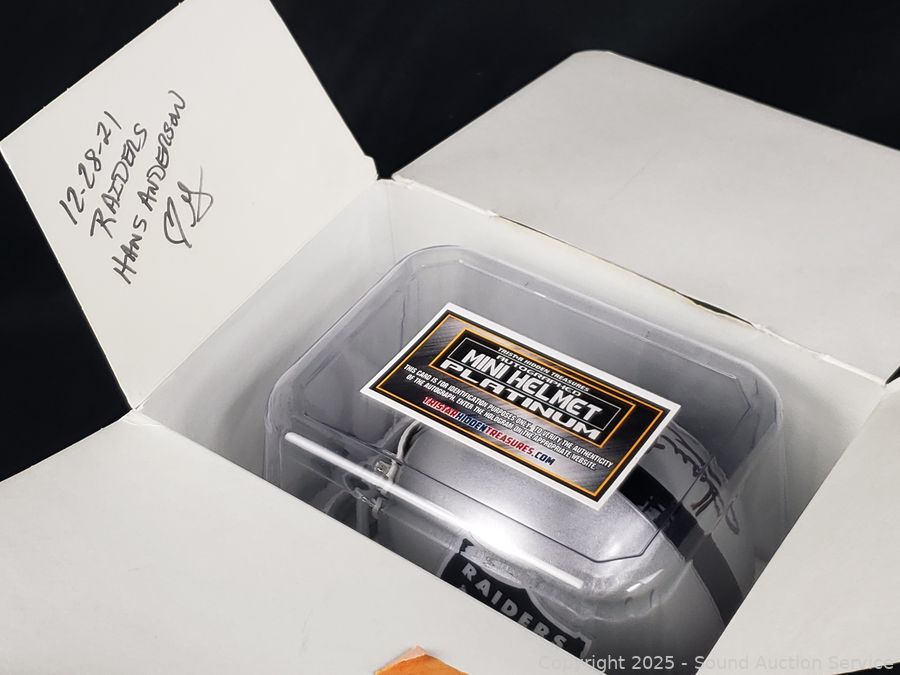 12-28-21
RAIDERS
HANS ANDERSON
TRISTAR HIDDEN TREASURES
AUTOGRAPHED
MINI HELMET
PLATINUM
THIS CARD IS FOR IDENTIFICATION PURPOSES ONLY. TO VERIFY THE AUTHENTICITY
OF THE AUTOGRAPH, ENTER THE HOLOGRAM ON THE APPROPRIATE WEBSITE.
TRISTARHIDDENTREASURES.COM
RAIDERS
Copyright 2025 - Sound Auction Service